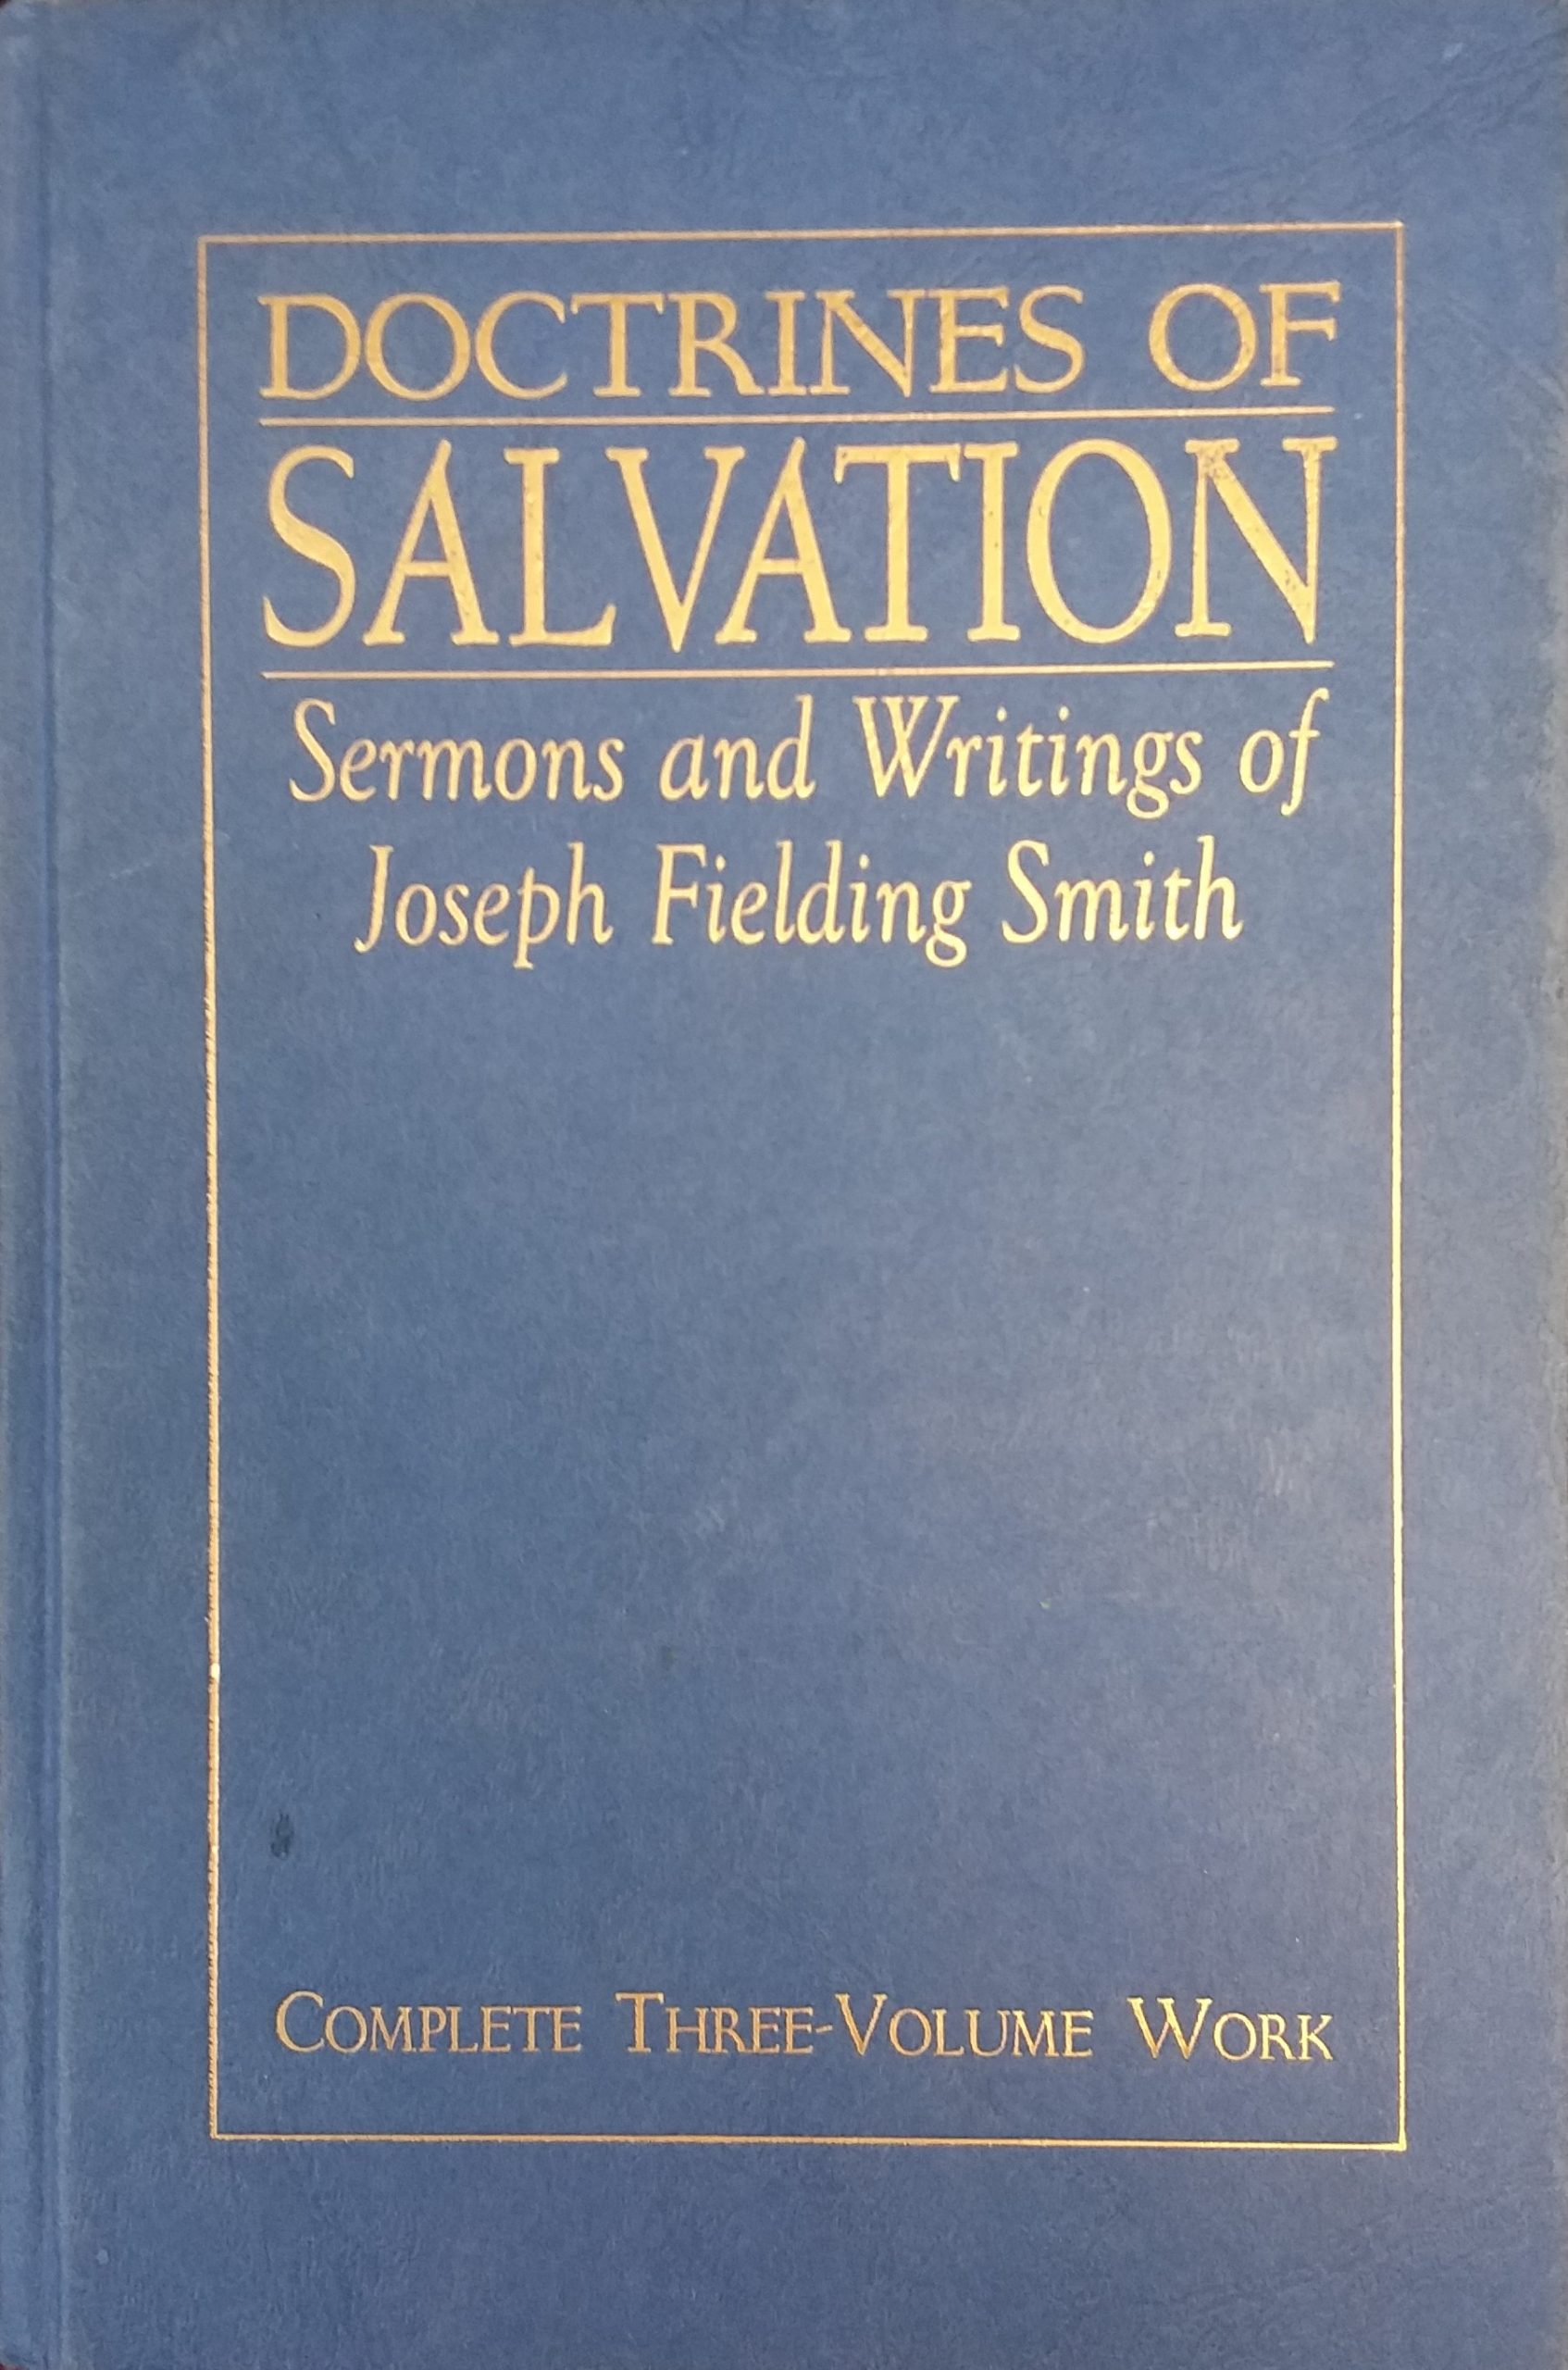 DOCTRINES OF
SALVATION
Sermons and Writings of
Joseph Fielding Smith
COMPLETE THREE-VOLUME WORK